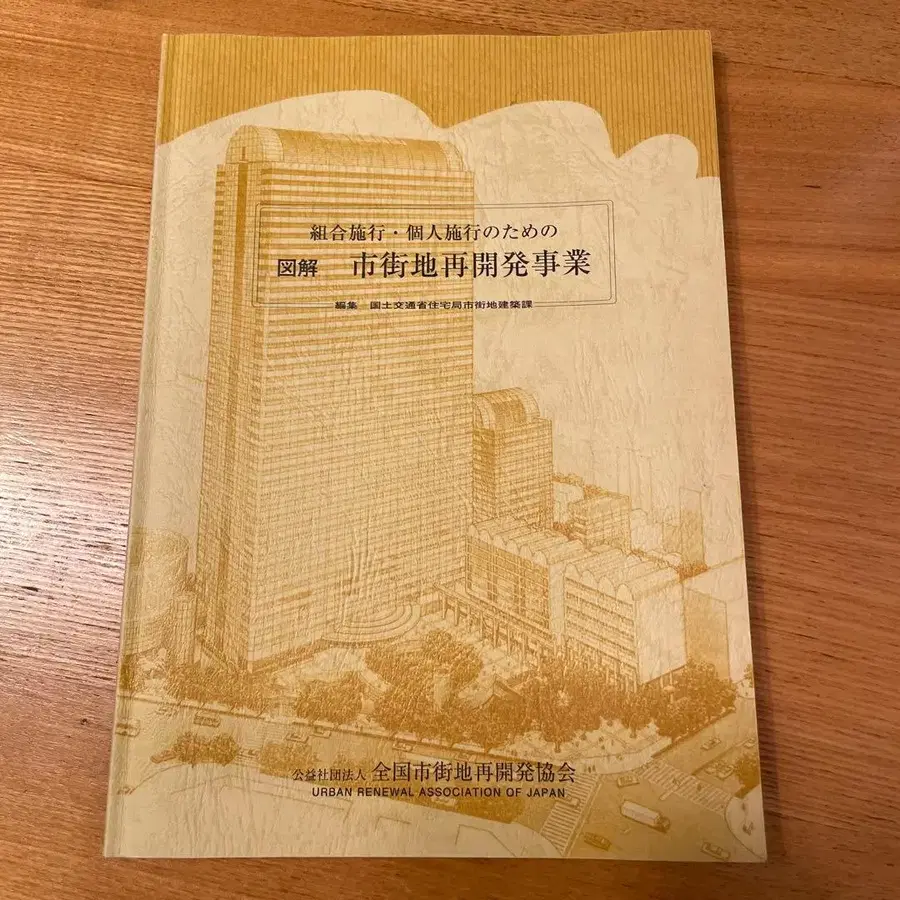 組合施行・個人施行のための
図解 市街地再開発事業
編集 国土交通省住宅局市街地建築課
公益社団法人 全国市街地再開発協会
URBAN RENEWAL ASSOCIATION OF JAPAN